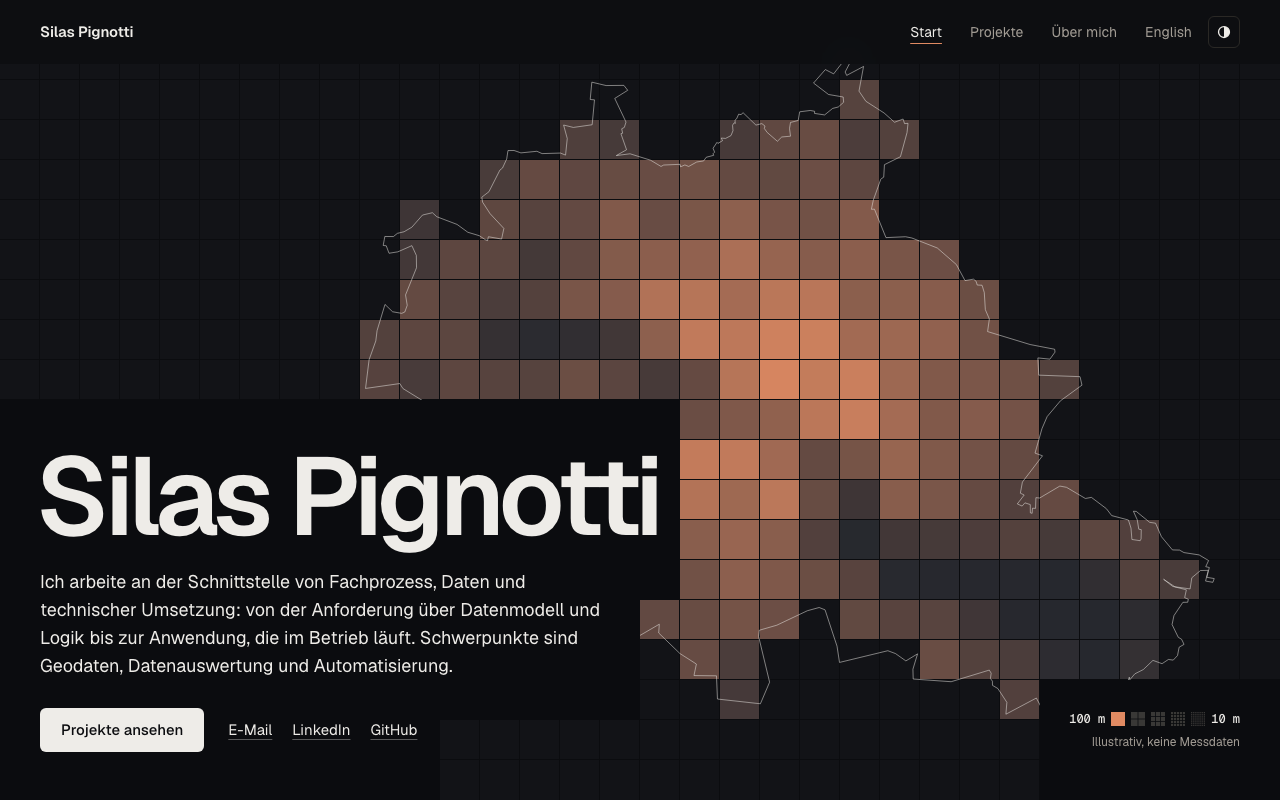 Silas Pignotti
Start Projekte Über mich English
Silas Pignotti
Ich arbeite an der Schnittstelle von Fachprozess, Daten und
technischer Umsetzung: von der Anforderung über Datenmodell und
Logik bis zur Anwendung, die im Betrieb läuft. Schwerpunkte sind
Geodaten, Datenauswertung und Automatisierung.
Projekte ansehen E-Mail LinkedIn GitHub
100 m 10 m
Illustrativ, keine Messdaten